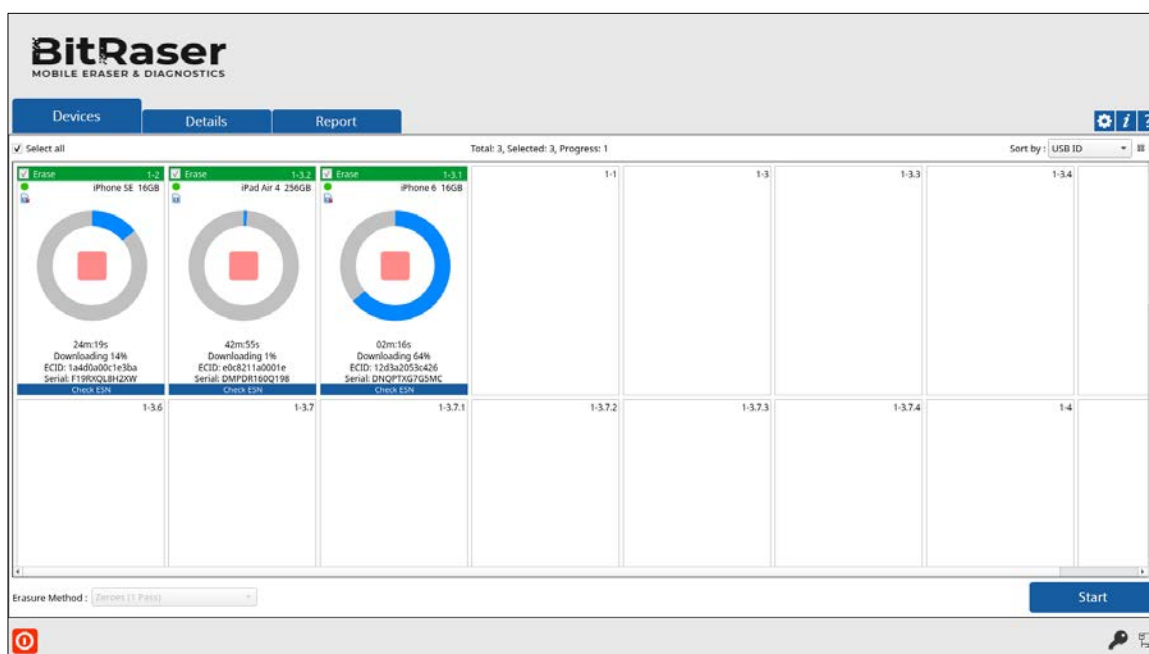 BitRaser
MOBILE ERASER & DIAGNOSTICS
Devices
Details
Report
Select all
Total: 3, Selected: 3, Progress: 1
Sort by : USB ID
Erase 1-2
iPhone SE 16GB
24m:19s
Downloading 14%
ECID: 1a4d0a00c1e3ba
Serial: F19RXQL8H2XW
Check ESN
Erase 1-3.2
iPad Air 4 256GB
42m:55s
Downloading 1%
ECID: e0c8211a0001e
Serial: DMPDR160Q198
Check ESN
Erase 1-3.1
iPhone 6 16GB
02m:16s
Downloading 64%
ECID: 12d3a2053c426
Serial: DNQPTXG7G5MC
Check ESN
1-1
1-3
1-3.3
1-3.4
1-3.6
1-3.7
1-3.7.1
1-3.7.2
1-3.7.3
1-3.7.4
1-4
Erasure Method : Zeroes (1 Pass)
Start